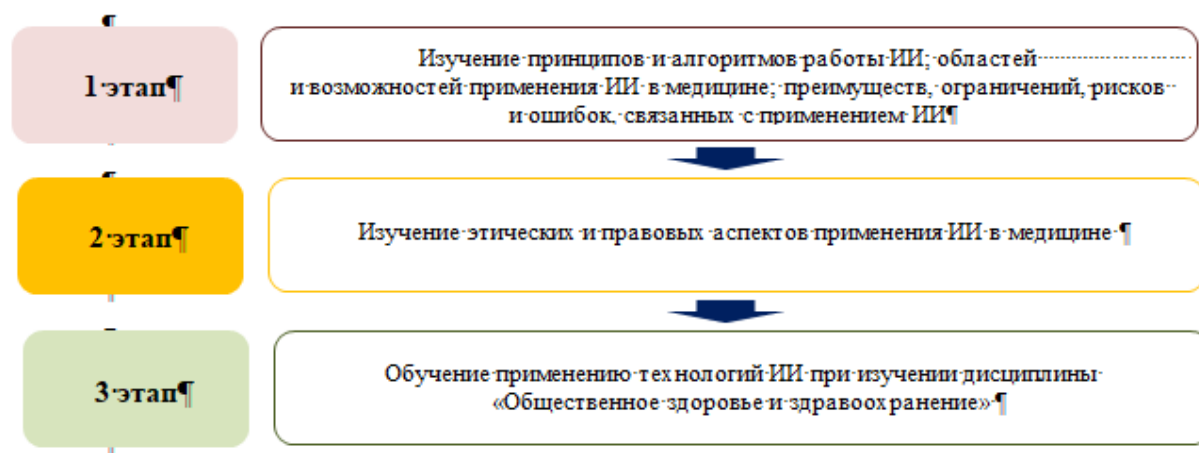 1 этап¶
Изучение принципов и алгоритмов работы ИИ; областей
и возможностей применения ИИ в медицине; преимуществ, ограничений, рисков
и ошибок, связанных с применением ИИ¶
2 этап¶
Изучение этических и правовых аспектов применения ИИ в медицине ¶
3 этап¶
Обучение применению технологий ИИ при изучении дисциплины
«Общественное здоровье и здравоохранение» ¶